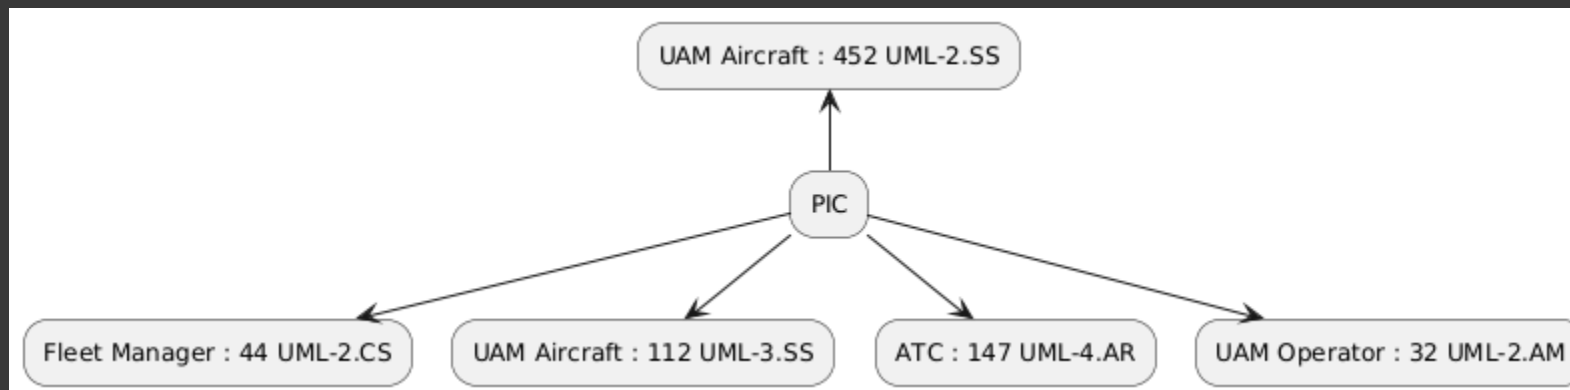 UAM Aircraft : 452 UML-2.SS
PIC
Fleet Manager : 44 UML-2.CS
UAM Aircraft : 112 UML-3.SS
ATC : 147 UML-4.AR
UAM Operator : 32 UML-2.AM